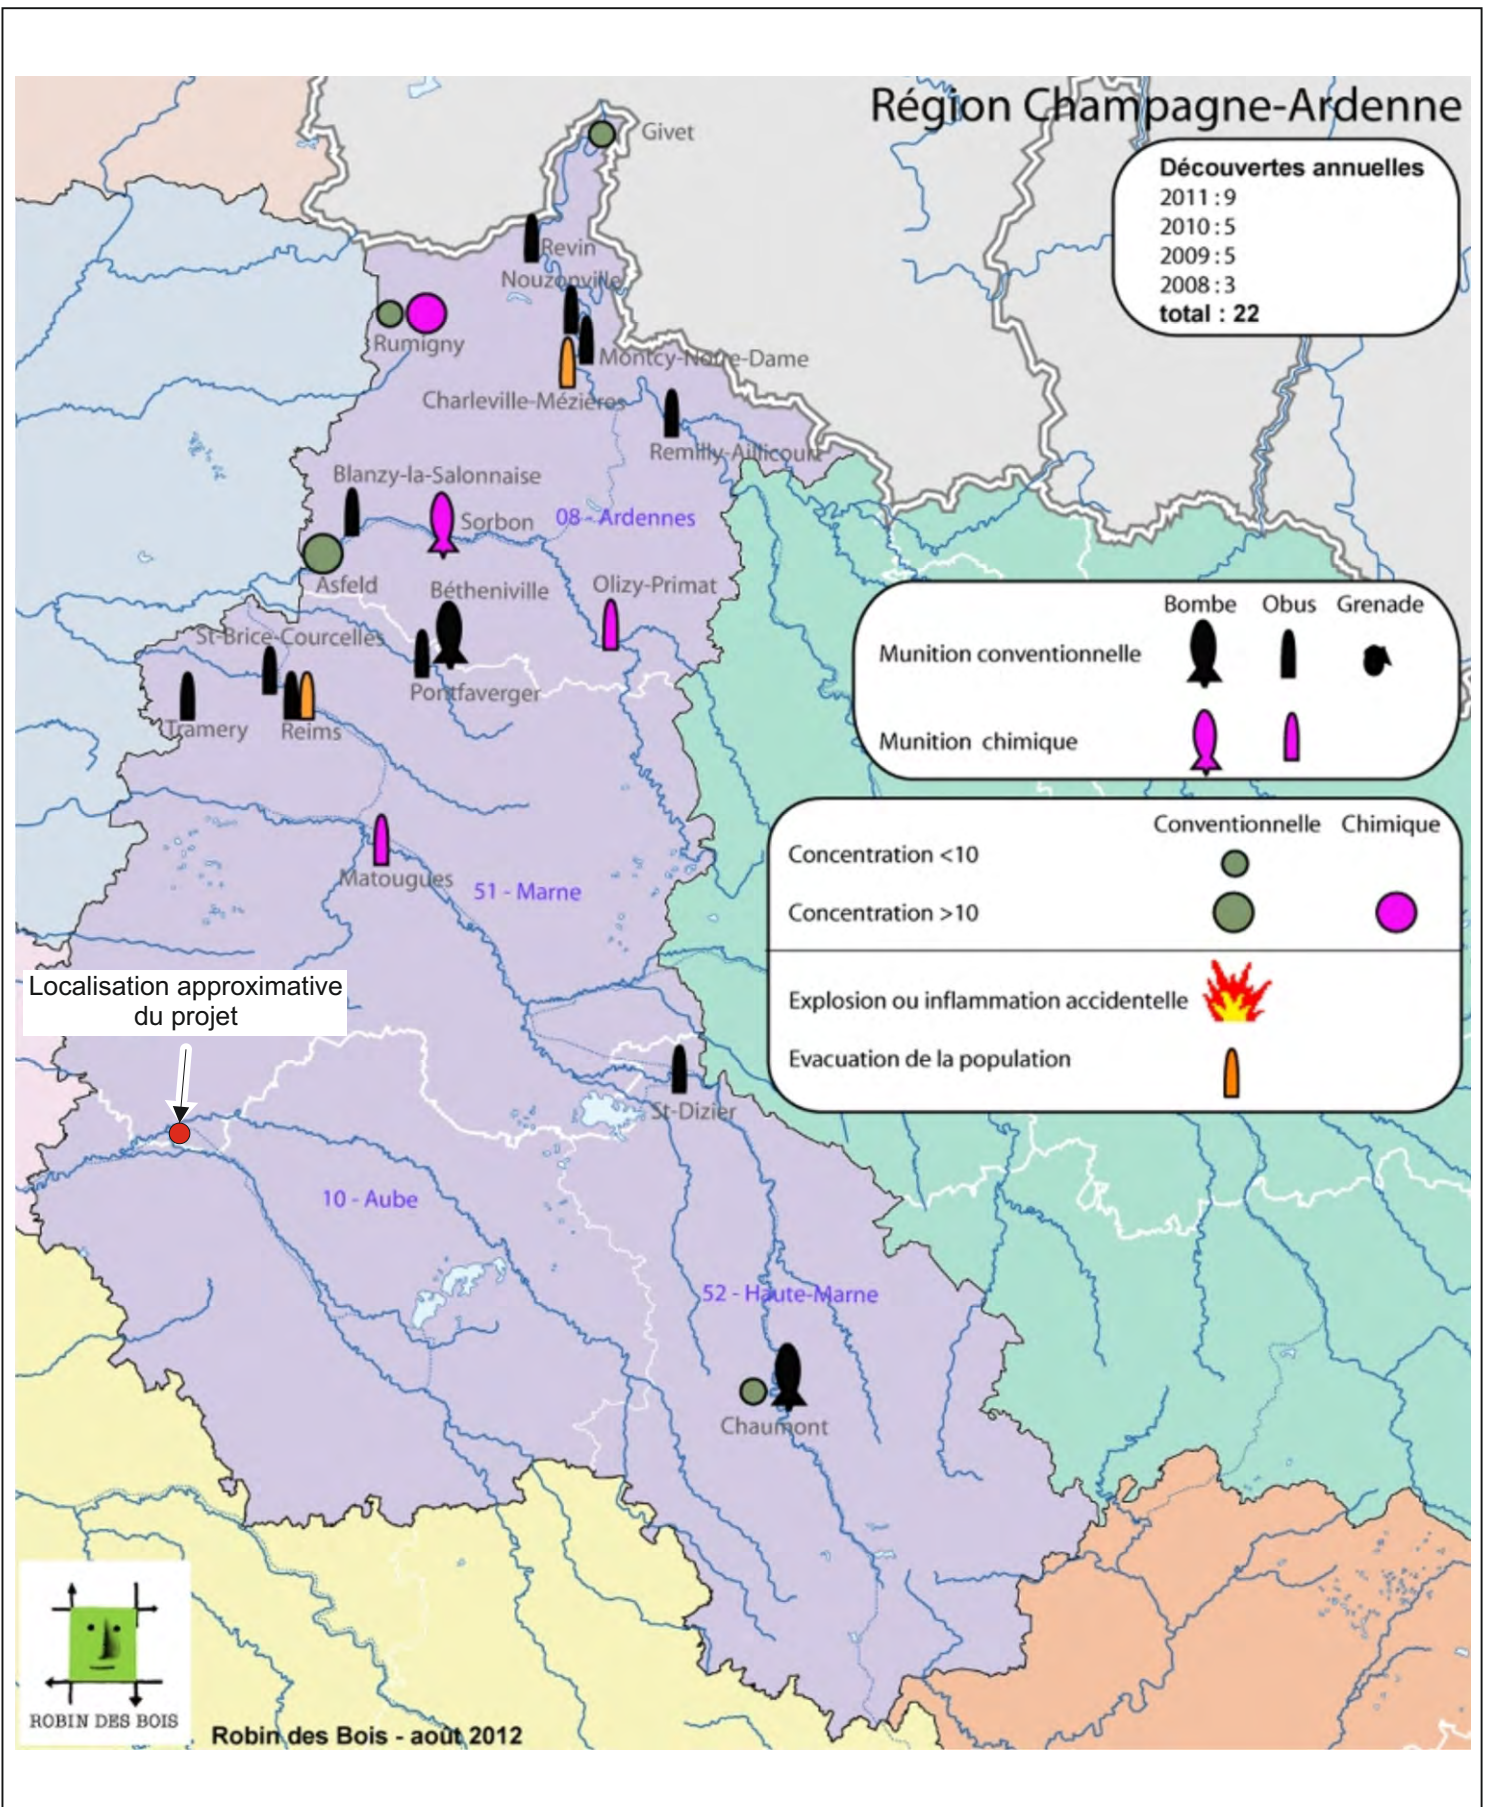 Région Champagne-Ardenne
Découvertes annuelles
2011 : 9
2010 : 5
2009 : 5
2008 : 3
total : 22
Givet
Revin
Nouzonville
Rumigny
Montcy-Notre-Dame
Charleville-Mézières
Remilly-Aillicourt
Blanzy-la-Salonnaise
Sorbon
08 - Ardennes
Asfeld
Bétheniville
Olizy-Primat
St-Brice-Courcelles
Pontfaverger
Tramery
Reims
Bombe Obus Grenade
Munition conventionnelle
Munition chimique
Conventionnelle Chimique
Concentration <10
Concentration >10
Explosion ou inflammation accidentelle
Evacuation de la population
Matougues
51 - Marne
Localisation approximative
du projet
St-Dizier
10 - Aube
52 - Haute-Marne
Chaumont
ROBIN DES BOIS
Robin des Bois - août 2012